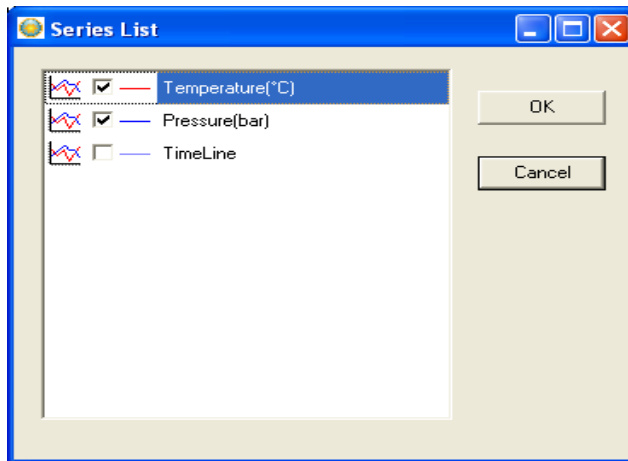 Series List
Temperature(°C)
Pressure(bar)
TimeLine
OK
Cancel